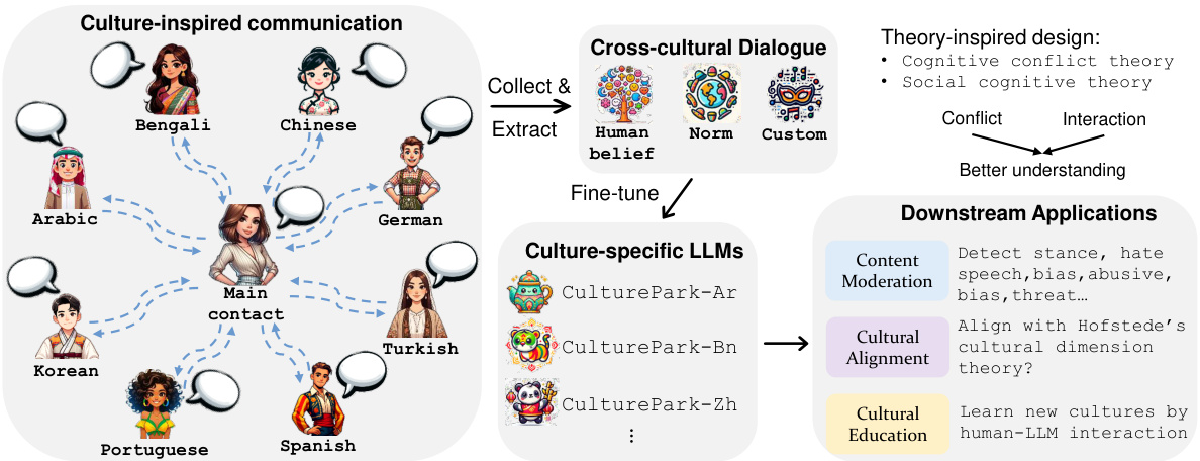 Culture-inspired communication
Bengali
Chinese
Arabic
German
Main
contact
Korean
Turkish
Portuguese
Spanish
Collect &
Extract
Cross-cultural Dialogue
Human
belief
Norm
Custom
Fine-tune
Culture-specific LLMs
CulturePark-Ar
CulturePark-Bn
CulturePark-Zh
⋮
Theory-inspired design:
• Cognitive conflict theory
• Social cognitive theory
Conflict
Interaction
Better understanding
Downstream Applications
Content
Moderation
Detect stance, hate
speech,bias,abusive,
bias,threat…
Cultural
Alignment
Align with Hofstede's
cultural dimension
theory?
Cultural
Education
Learn new cultures by
human-LLM interaction